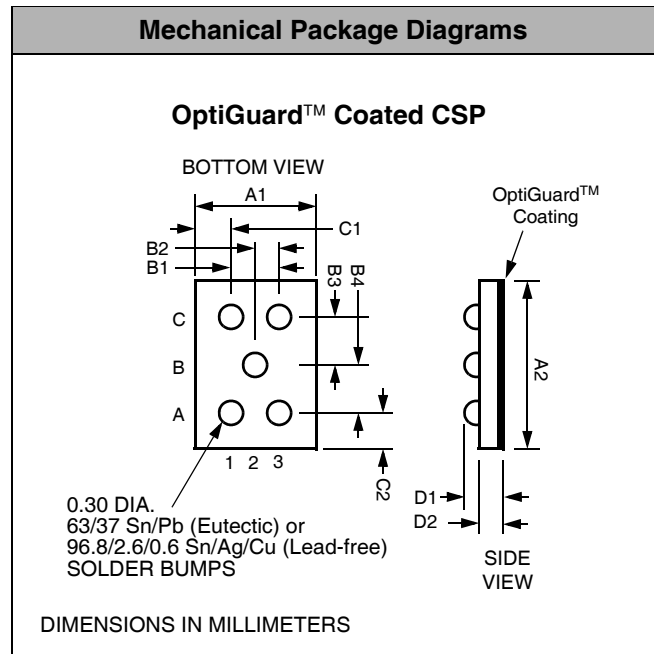 Mechanical Package Diagrams
OptiGuard™ Coated CSP
BOTTOM VIEW
A1
OptiGuard™
Coating
C1
B2
B1
B3
B4
C
B
A
A2
1 2 3
C2
D1
D2
0.30 DIA.
63/37 Sn/Pb (Eutectic) or
96.8/2.6/0.6 Sn/Ag/Cu (Lead-free)
SOLDER BUMPS
SIDE
VIEW
DIMENSIONS IN MILLIMETERS